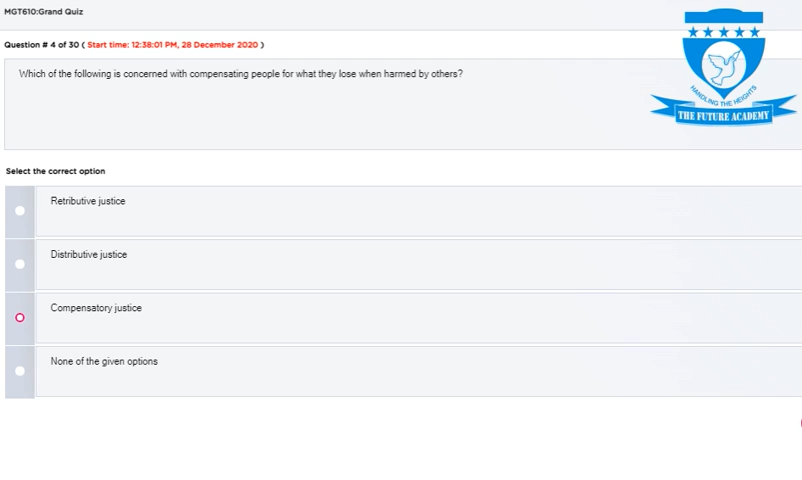 MGT610:Grand Quiz
Question # 4 of 30 ( Start time: 12:38:01 PM, 28 December 2020 )
Which of the following is concerned with compensating people for what they lose when harmed by others?
HANDLING THE HEIGHTS
THE FUTURE ACADEMY
Select the correct option
Retributive justice
Distributive justice
Compensatory justice
None of the given options